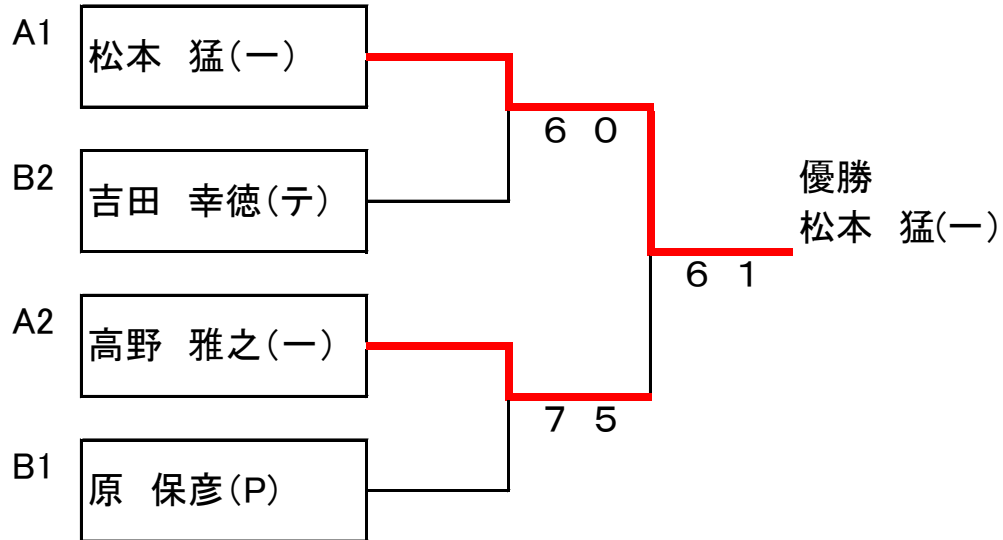 A1
松本　猛(一)
６　０
B2
吉田　幸徳(テ)
優勝
松本　猛(一)
６　１
A2
高野　雅之(一)
７　５
B1
原　保彦(P)